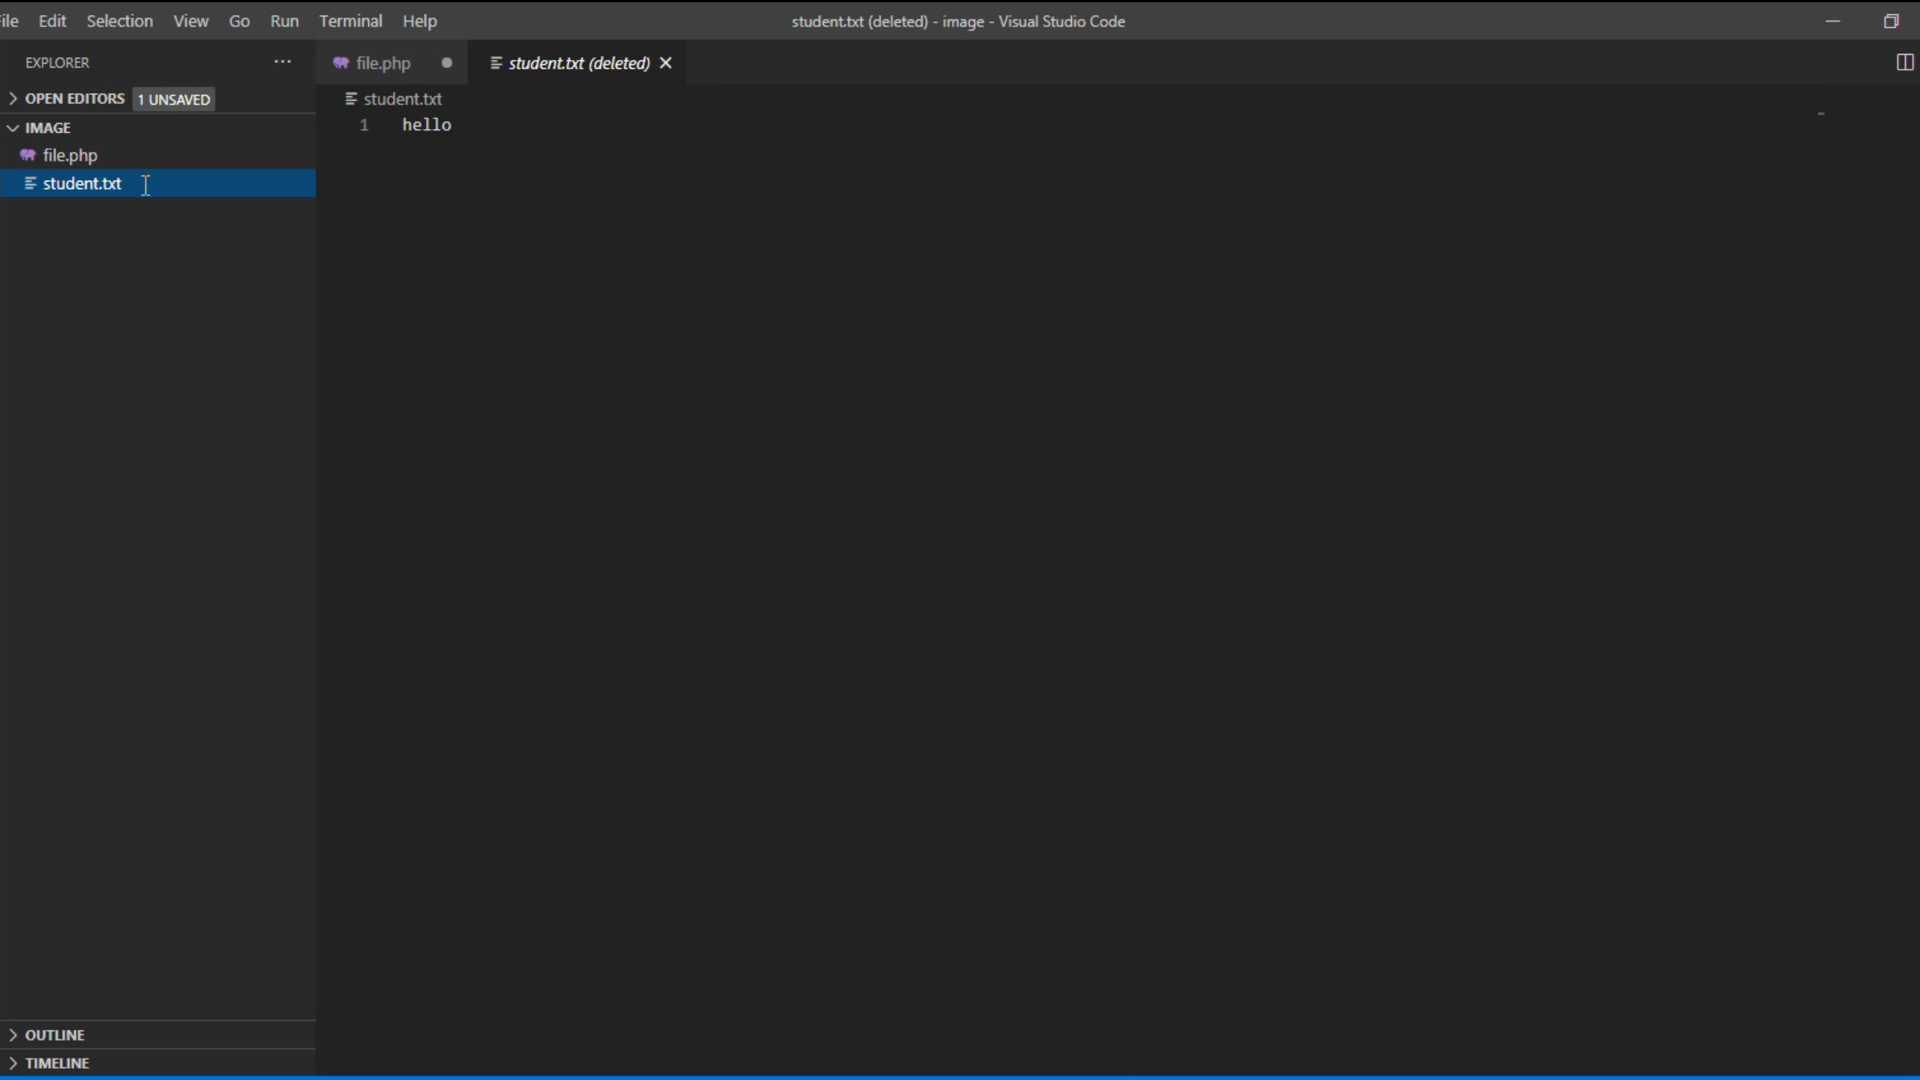 ile Edit Selection View Go Run Terminal Help student.txt (deleted) - image - Visual Studio Code
EXPLORER ··· file.php student.txt (deleted)
OPEN EDITORS 1 UNSAVED student.txt
1 hello
IMAGE
file.php
student.txt
OUTLINE
TIMELINE